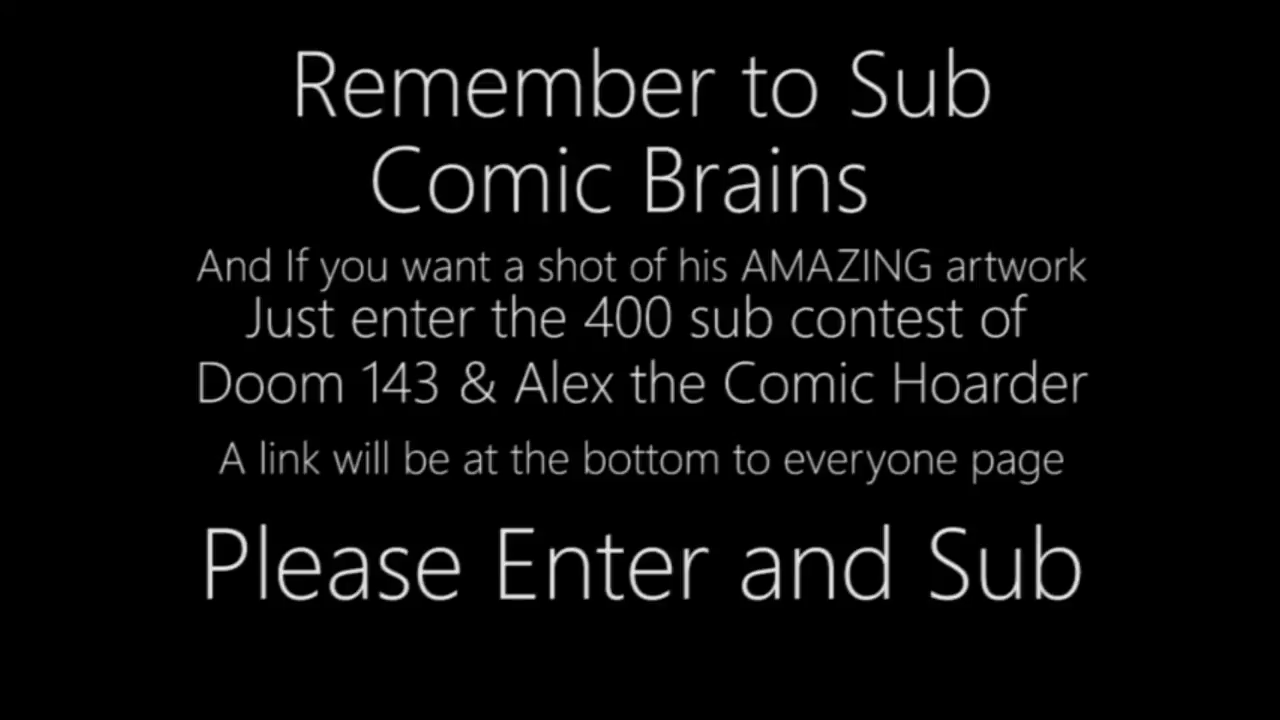 Remember to Sub
Comic Brains
And If you want a shot of his AMAZING artwork
Just enter the 400 sub contest of
Doom 143 & Alex the Comic Hoarder
A link will be at the bottom to everyone page
Please Enter and Sub